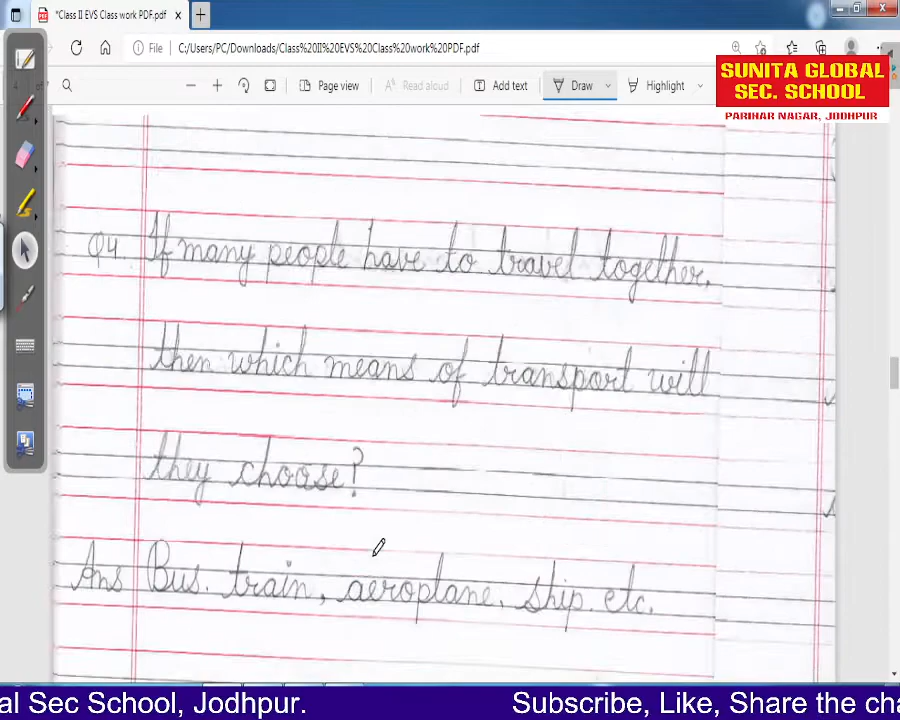 *Class II EVS Class work PDF.pdf
File C:/Users/PC/Downloads/Class%20II%20EVS%20Class%20work%20PDF.pdf
Page view Read aloud Add text Draw Highlight
SUNITA GLOBAL
SEC. SCHOOL
PARIHAR NAGAR, JODHPUR
Q4. If many people have to travel together,
then which means of transport will
they choose?
Ans Bus. train, aeroplane, ship. etc.
al Sec School, Jodhpur. Subscribe, Like, Share the cha